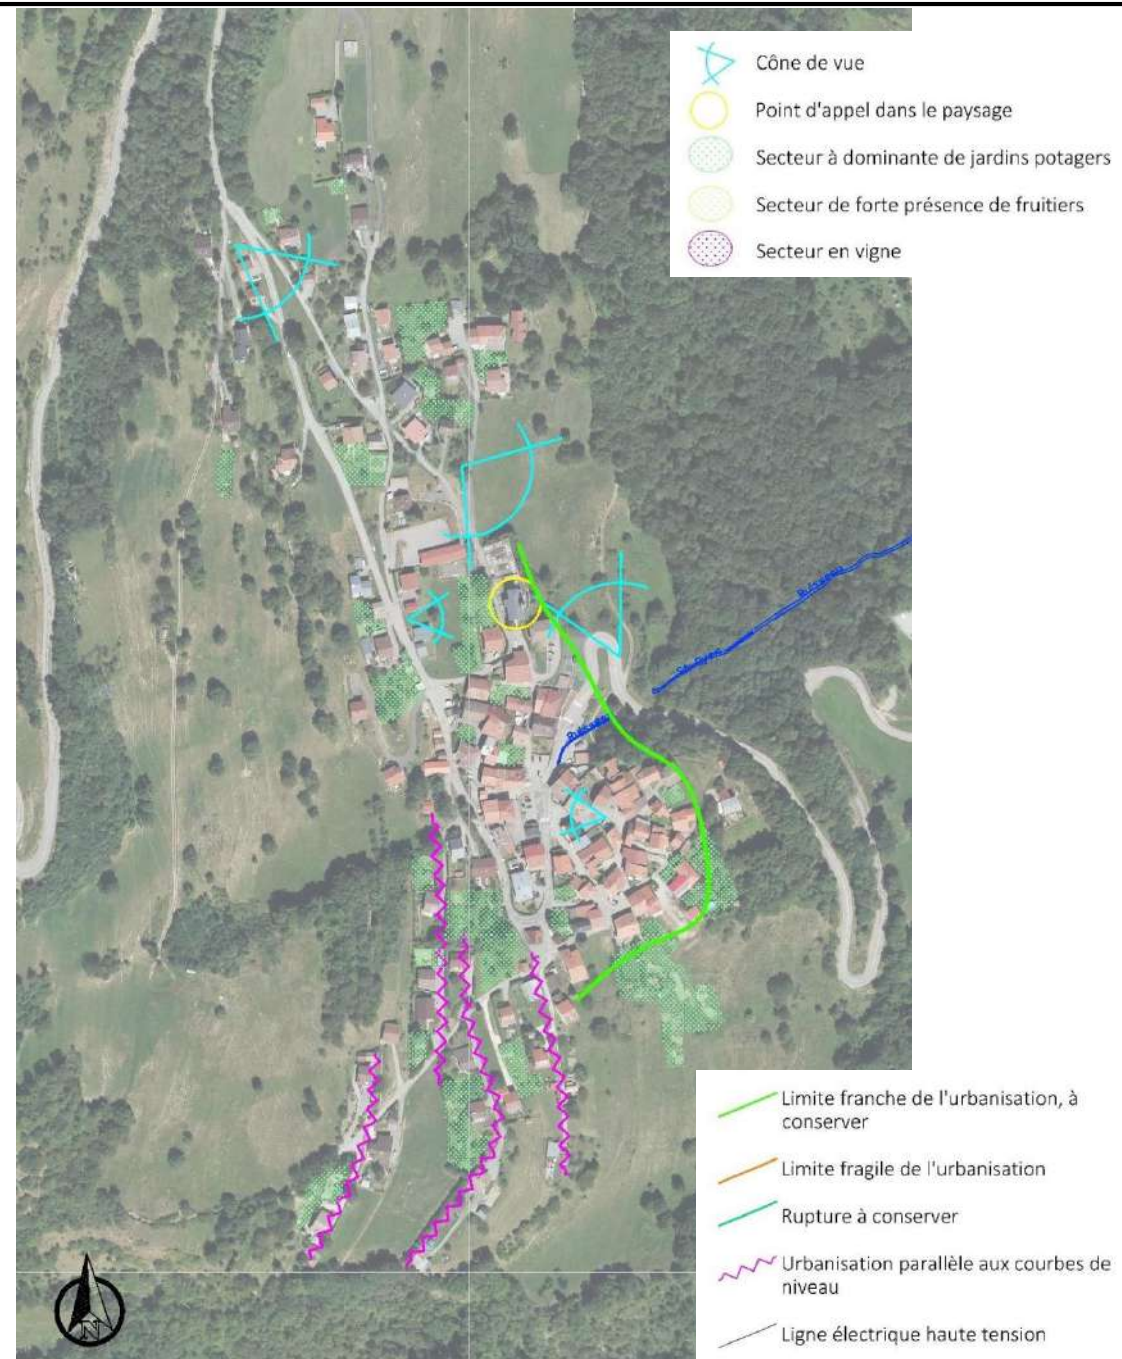 Cône de vue
Point d'appel dans le paysage
Secteur à dominante de jardins potagers
Secteur de forte présence de fruitiers
Secteur en vigne
Ruisseau
Ruisseau
Limite franche de l'urbanisation, à
conserver
Limite fragile de l'urbanisation
Rupture à conserver
Urbanisation parallèle aux courbes de
niveau
Ligne électrique haute tension
N